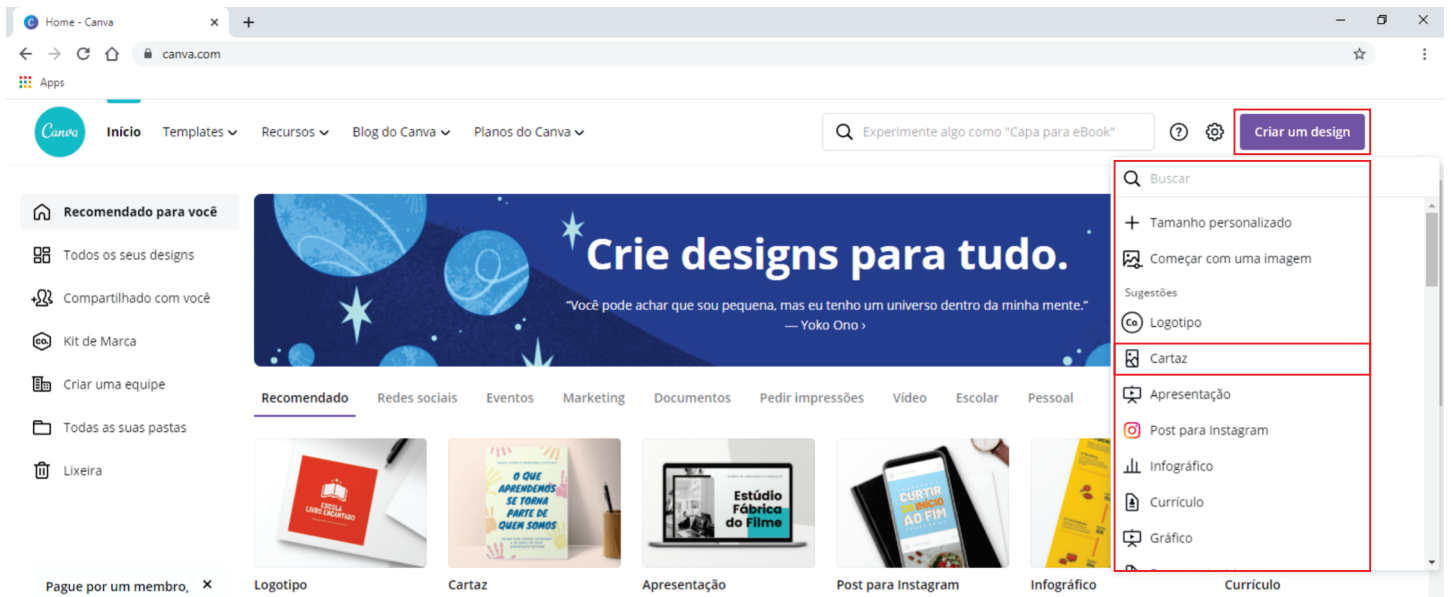 Home - Canva
canva.com
Apps
Canva
Início
Templates
Recursos
Blog do Canva
Planos do Canva
Experimente algo como "Capa para eBook"
Criar um design
Recomendado para você
Todos os seus designs
Compartilhado com você
Kit de Marca
Criar uma equipe
Todas as suas pastas
Lixeira
Pague por um membro,
Crie designs para tudo.
“Você pode achar que sou pequena, mas eu tenho um universo dentro da minha mente.”
— Yoko Ono ›
Recomendado
Redes sociais
Eventos
Marketing
Documentos
Pedir impressões
Vídeo
Escolar
Pessoal
ESCOLA
LIVRO ENCANTADO
Logotipo
O QUE
APRENDEMOS
SE TORNA
PARTE DE
QUEM SOMOS
Cartaz
Estúdio
Fábrica
do Filme
Apresentação
CURTIR
DO INÍCIO
AO FIM
Post para Instagram
Infográfico
Currículo
Buscar
Tamanho personalizado
Começar com uma imagem
Sugestões
Co.
Logotipo
Cartaz
Apresentação
Post para Instagram
Infográfico
Currículo
Gráfico